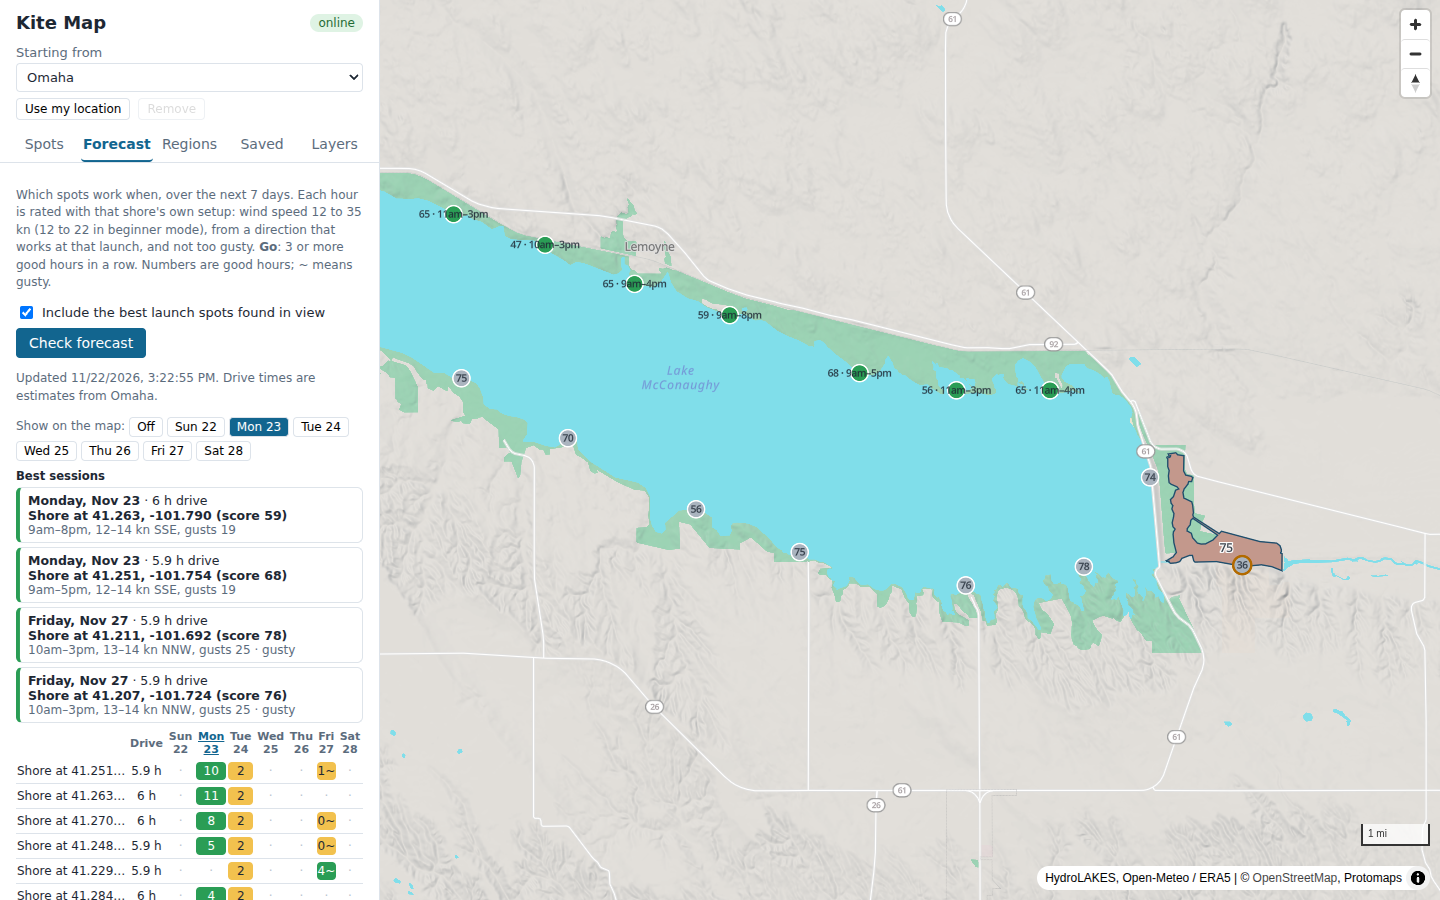 Kite Map
online
Starting from
Omaha
Use my location
Remove
Spots
Forecast
Regions
Saved
Layers
Which spots work when, over the next 7 days. Each hour
is rated with that shore's own setup: wind speed 12 to 35
kn (12 to 22 in beginner mode), from a direction that
works at that launch, and not too gusty. Go: 3 or more
good hours in a row. Numbers are good hours; ~ means
gusty.
Include the best launch spots found in view
Check forecast
Updated 11/22/2026, 3:22:55 PM. Drive times are
estimates from Omaha.
Show on the map: Off Sun 22 Mon 23 Tue 24
Wed 25 Thu 26 Fri 27 Sat 28
Best sessions
Monday, Nov 23 · 6 h drive
Shore at 41.263, -101.790 (score 59)
9am–8pm, 12–14 kn SSE, gusts 19
Monday, Nov 23 · 5.9 h drive
Shore at 41.251, -101.754 (score 68)
9am–5pm, 12–14 kn SSE, gusts 19
Friday, Nov 27 · 5.9 h drive
Shore at 41.211, -101.692 (score 78)
10am–3pm, 13–14 kn NNW, gusts 25 · gusty
Friday, Nov 27 · 5.9 h drive
Shore at 41.207, -101.724 (score 76)
10am–3pm, 13–14 kn NNW, gusts 25 · gusty
Drive Sun 22 Mon 23 Tue 24 Wed 25 Thu 26 Fri 27 Sat 28
Shore at 41.251... 5.9 h · 10 2 · · 1~ ·
Shore at 41.263... 6 h · 11 2 · · · ·
Shore at 41.270... 6 h · 8 2 · · 0~ ·
Shore at 41.248... 5.9 h · 5 2 · · 0~ ·
Shore at 41.229... 5.9 h · · 2 · · 4~ ·
Shore at 41.284... 6 h · 4 2 · · · ·
61
65 · 11am–3pm
47 · 10am–3pm
Lemoyne
65 · 9am–4pm
61
59 · 9am–8pm
92
Lake
McConaughy
75
68 · 9am–5pm
56 · 11am–3pm
65 · 11am–4pm
70
61
74
56
75
75
36
78
76
26
61
61
26
1 mi
HydroLAKES, Open-Meteo / ERA5 | © OpenStreetMap, Protomaps